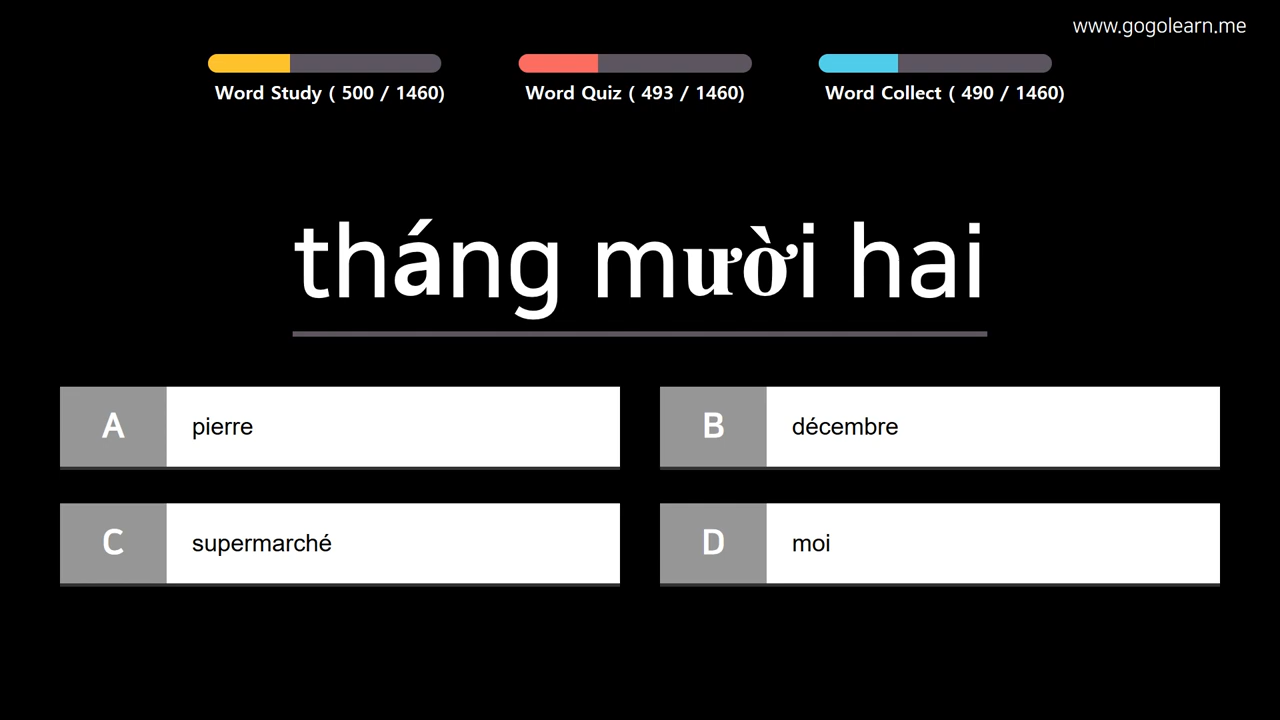 www.gogolearn.me
Word Study ( 500 / 1460)
Word Quiz ( 493 / 1460)
Word Collect ( 490 / 1460)
tháng mười hai
A pierre
B décembre
C supermarché
D moi